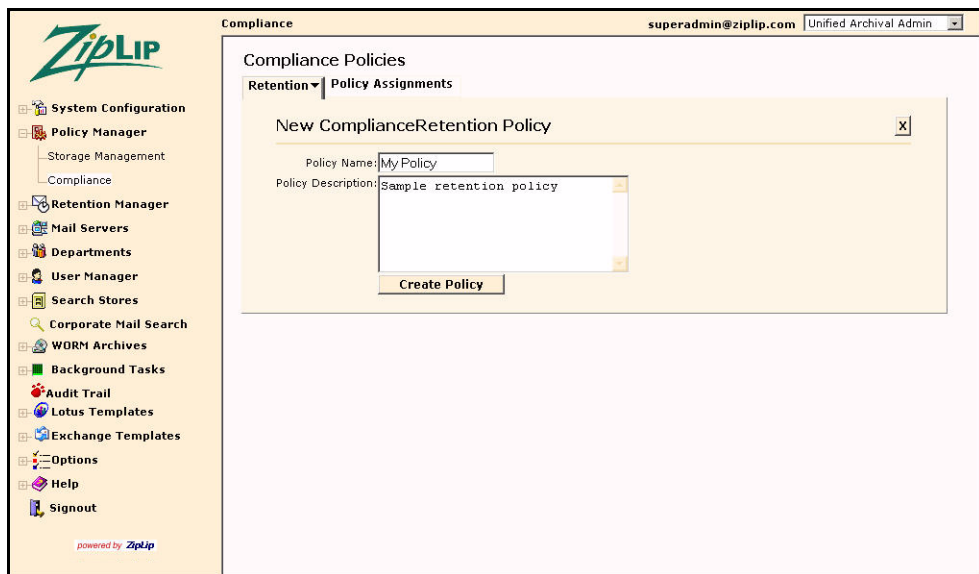 ZipLip
Compliance
superadmin@ziplip.com Unified Archival Admin
Compliance Policies
Retention Policy Assignments
New ComplianceRetention Policy X
Policy Name: My Policy
Policy Description: Sample retention policy
Create Policy
System Configuration
Policy Manager
Storage Management
Compliance
Retention Manager
Mail Servers
Departments
User Manager
Search Stores
Corporate Mail Search
WORM Archives
Background Tasks
Audit Trail
Lotus Templates
Exchange Templates
Options
Help
Signout
powered by ZipLip